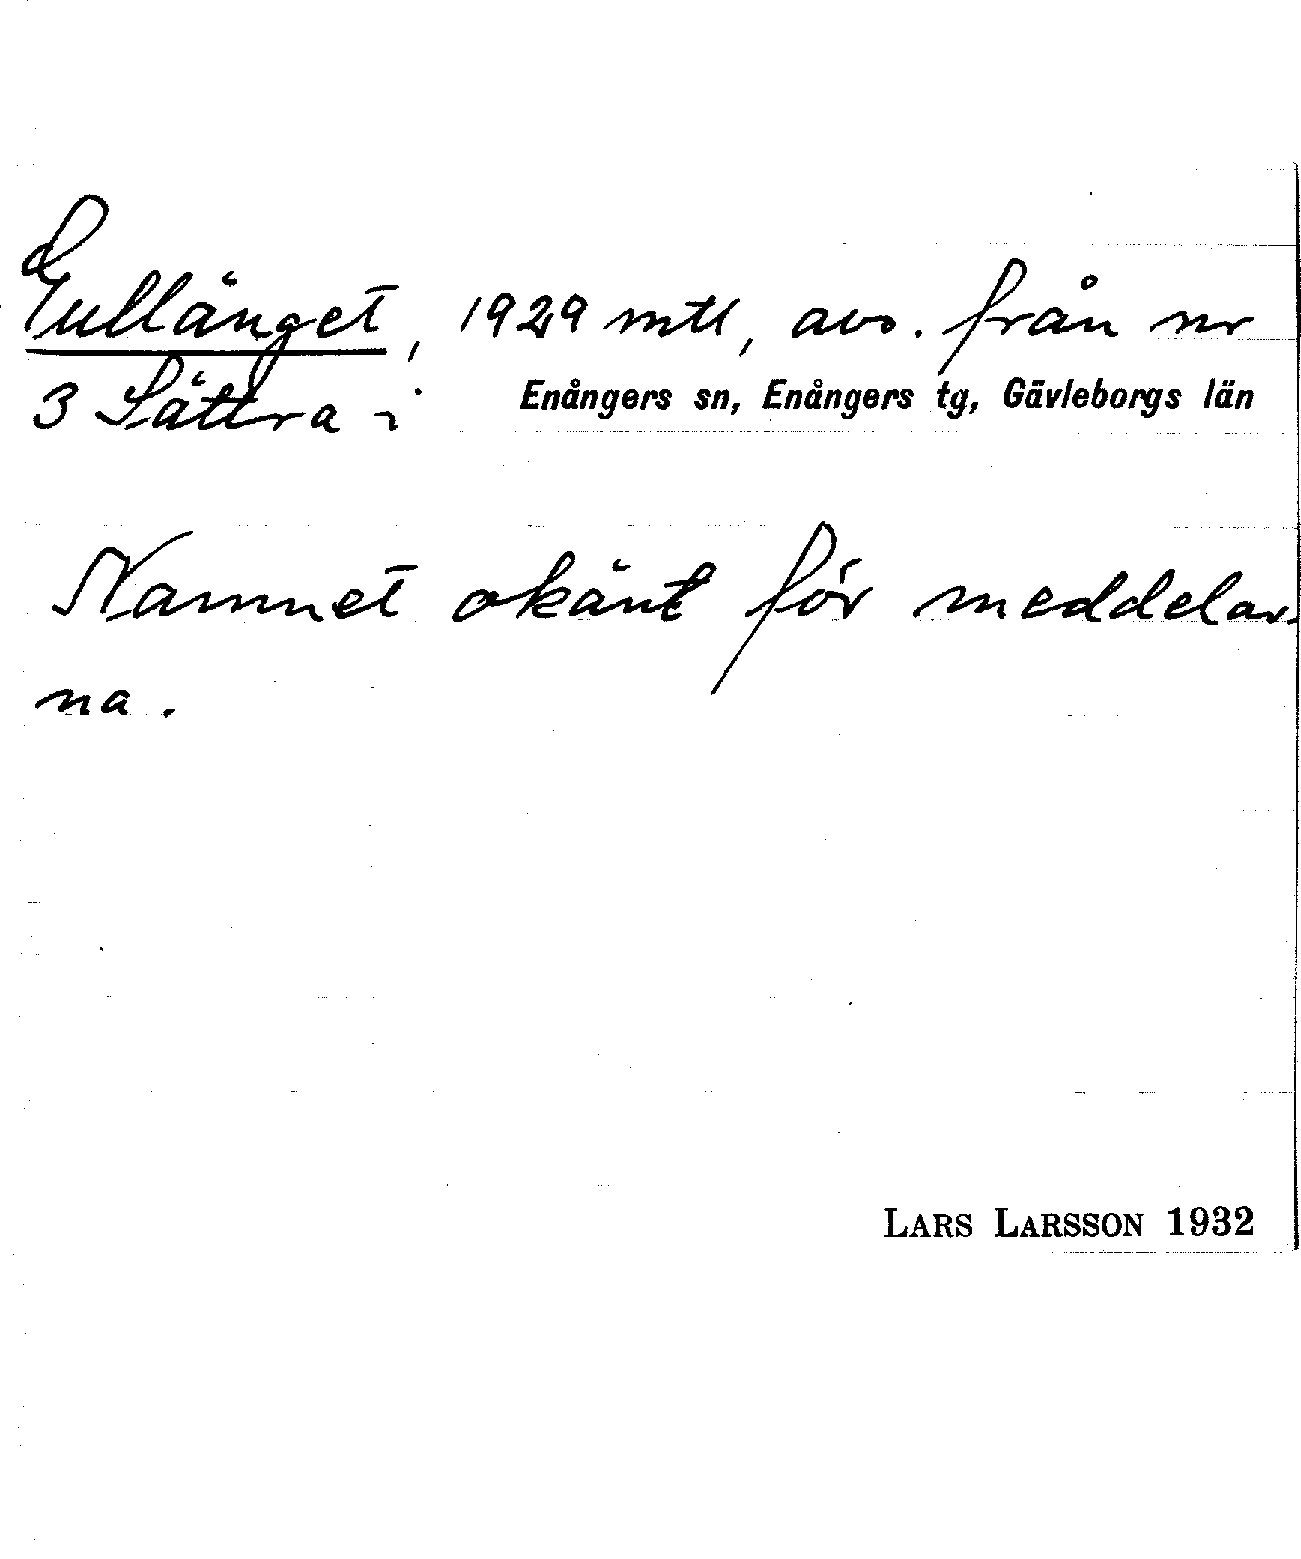 Gullänget, 1929 mtl, avs. från nr
3 Sättra i Enångers sn, Enångers tg, Gävleborgs län
Namnet okänt för meddelar-
na.
LARS LARSSON 1932